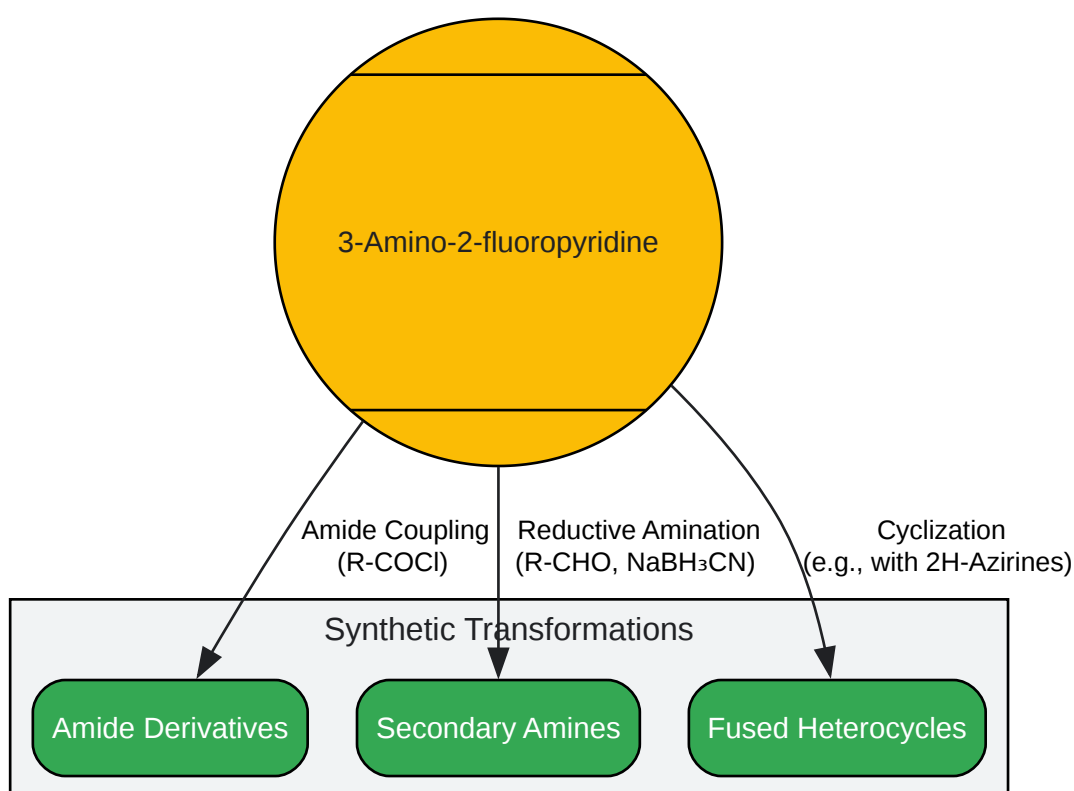 3-Amino-2-fluoropyridine
Amide Coupling
(R-COCl)
Reductive Amination
(R-CHO, NaBH₃CN)
Cyclization
(e.g., with 2H-Azirines)
Synthetic Transformations
Amide Derivatives
Secondary Amines
Fused Heterocycles